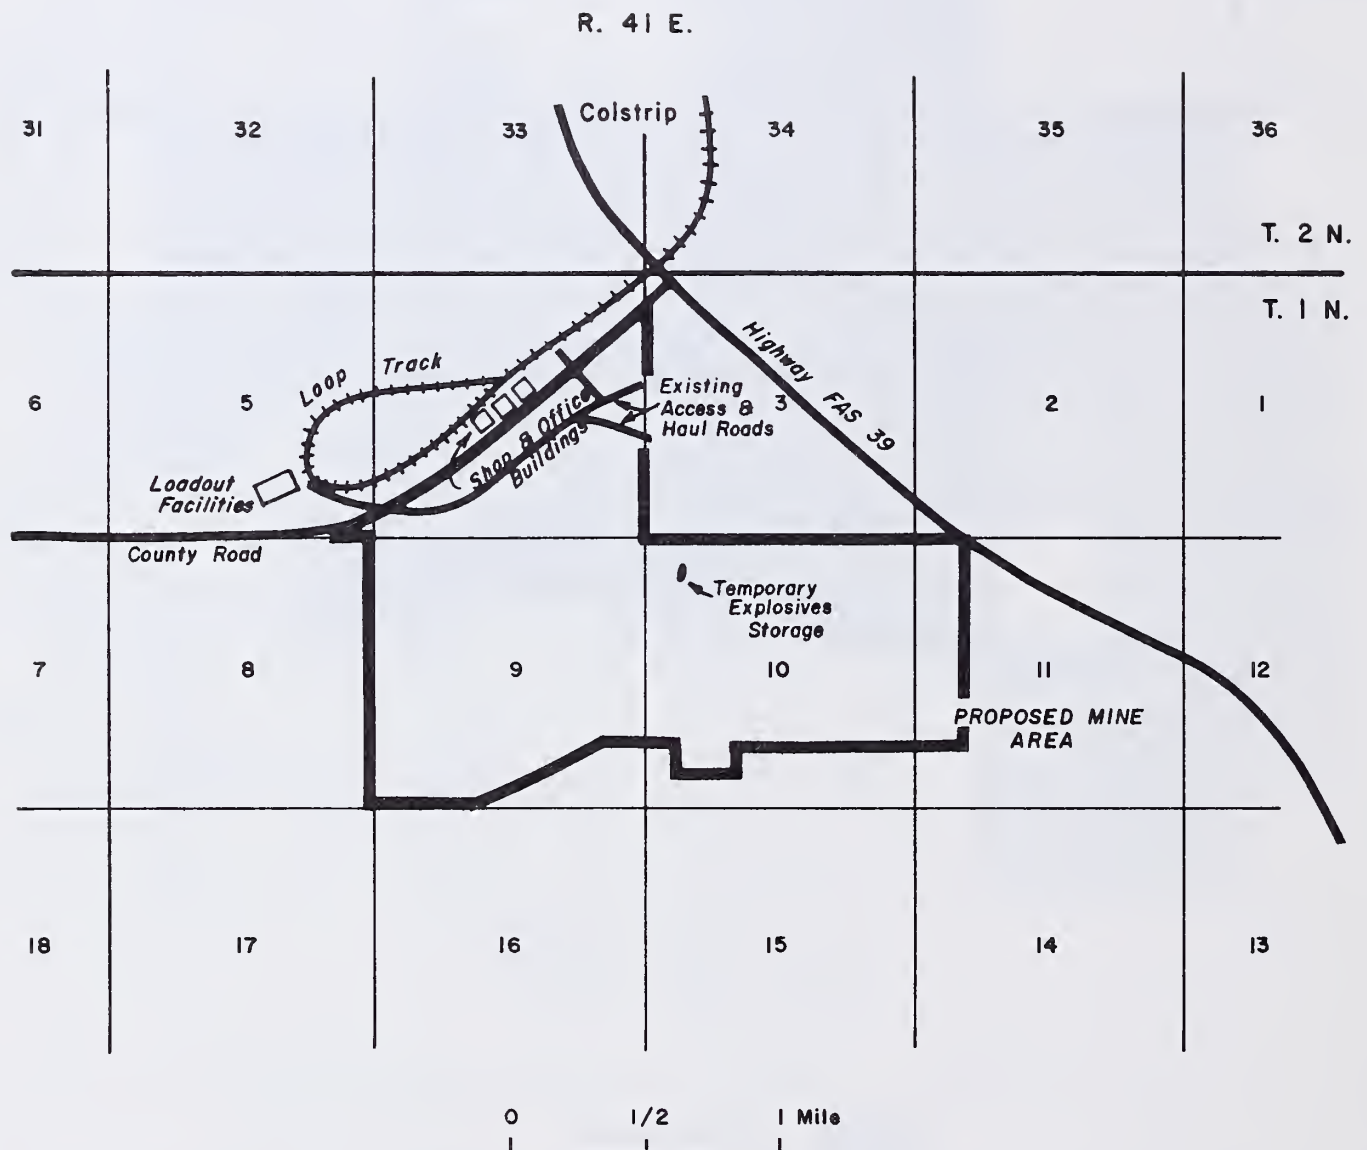 R. 41 E.
Colstrip
31 32 33 34 35 36
T. 2 N.
T. 1 N.
Highway FAS 39
Loop Track
Existing
Access &
Haul Roads
6 5 3 2 1
Shop & Office
Buildings
Loadout
Facilities
County Road
Temporary
Explosives
Storage
7 8 9 10 11 12
PROPOSED MINE
AREA
18 17 16 15 14 13
0 1/2 1 Mile